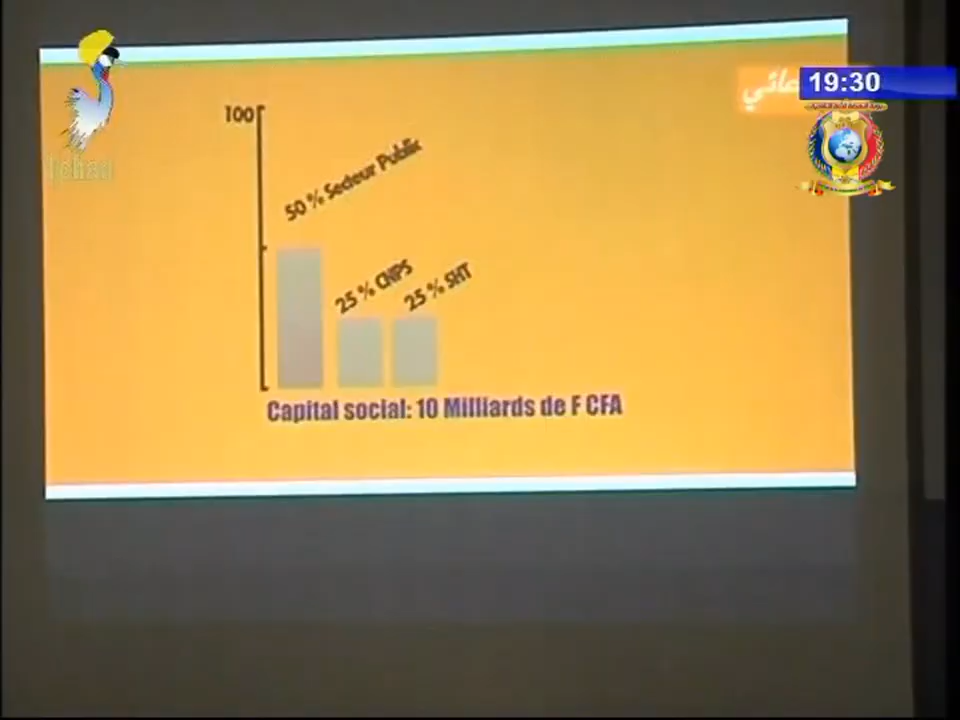 19:30
100
50 % Secteur Public
25 % CNPS
25 % SHT
Capital social: 10 Milliards de F CFA